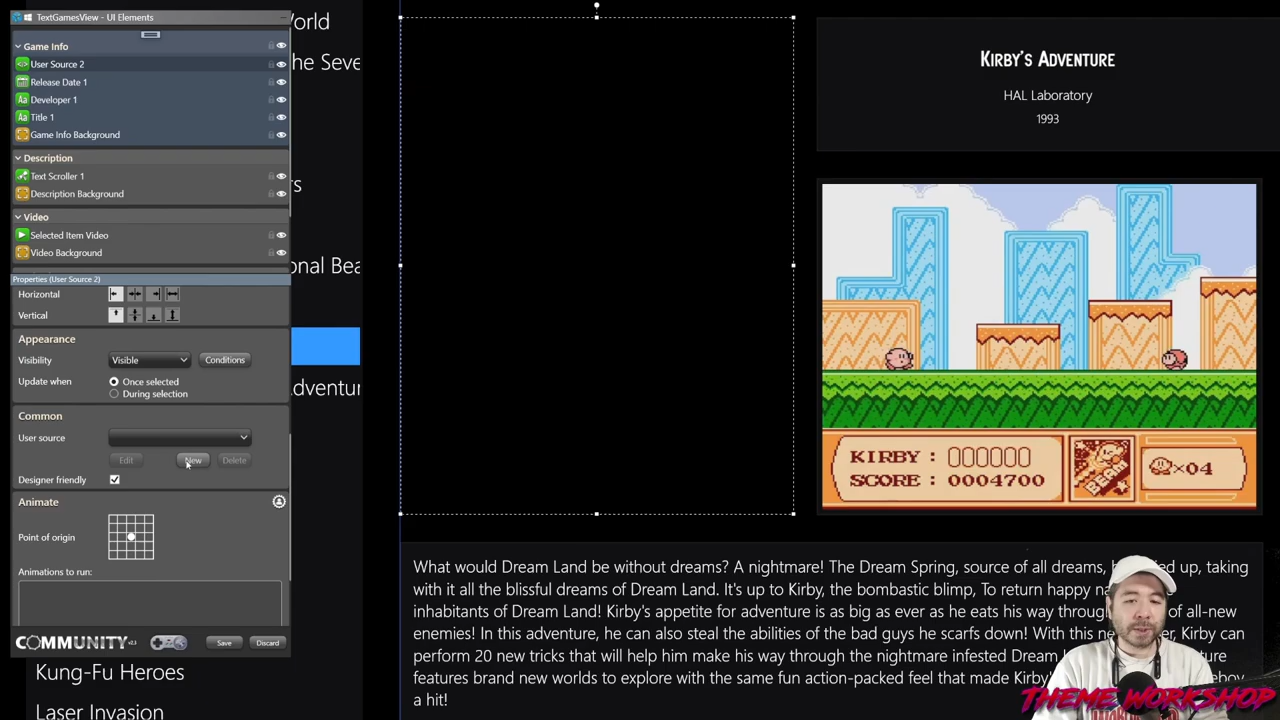 TextGamesView - UI Elements
Game Info
User Source 2
Release Date 1
Developer 1
Title 1
Game Info Background
Description
Text Scroller 1
Description Background
Video
Selected Item Video
Video Background
Properties (User Source 2)
Horizontal
Vertical
Appearance
Visibility
Visible
Conditions
Update when
Once selected
During selection
Common
User source
Edit
New
Delete
Designer friendly
Animate
Point of origin
Animations to run:
COMMUNITY v2.3
Save
Discard
World
he Seve
rs
onal Bea
Adventur
Kung-Fu Heroes
Laser Invasion
Kirby's Adventure
HAL Laboratory
1993
KIRBY : 000000
SCORE : 0004700
BEAM
×04
What would Dream Land be without dreams? A nightmare! The Dream Spring, source of all dreams, up, taking
with it all the blissful dreams of Dream Land. It's up to Kirby, the bombastic blimp, To return happy
inhabitants of Dream Land! Kirby's appetite for adventure is as big as ever as he eats his way through of all-new
enemies! In this adventure, he can also steal the abilities of the bad guys he scarfs down! With this Kirby can
perform 20 new tricks that will help him make his way through the nightmare infested Dream
features brand new worlds to explore with the same fun action-packed feel that made Kirby
a hit!
THEME WORKSHOP